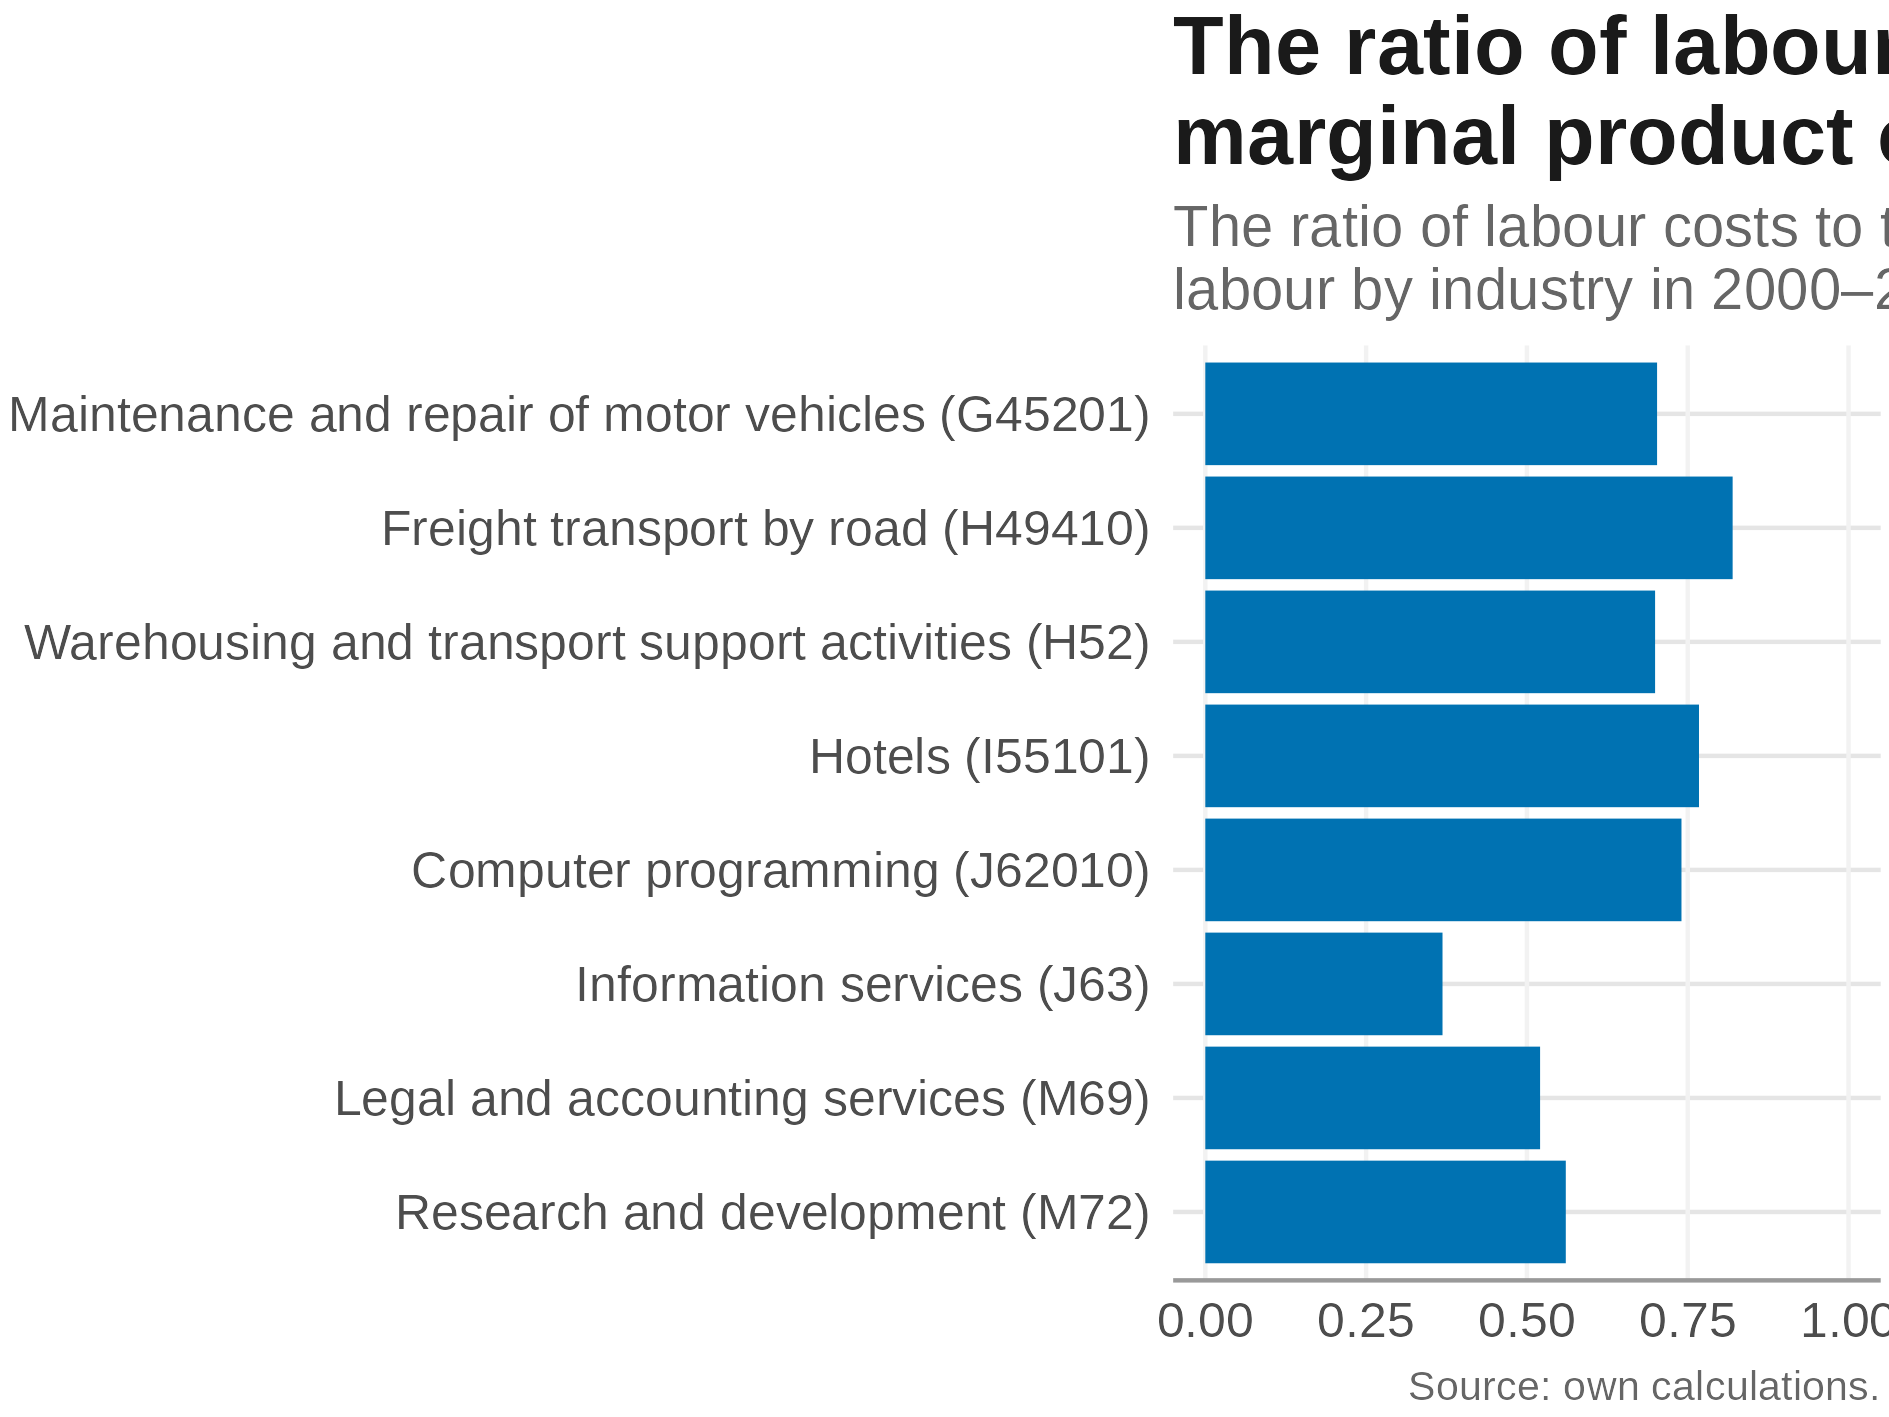 The ratio of labour
marginal product
The ratio of labour costs to
labour by industry in 2000–2
Maintenance and repair of motor vehicles (G45201)
Freight transport by road (H49410)
Warehousing and transport support activities (H52)
Hotels (I55101)
Computer programming (J62010)
Information services (J63)
Legal and accounting services (M69)
Research and development (M72)
0.00 0.25 0.50 0.75 1.00
Source: own calculations.